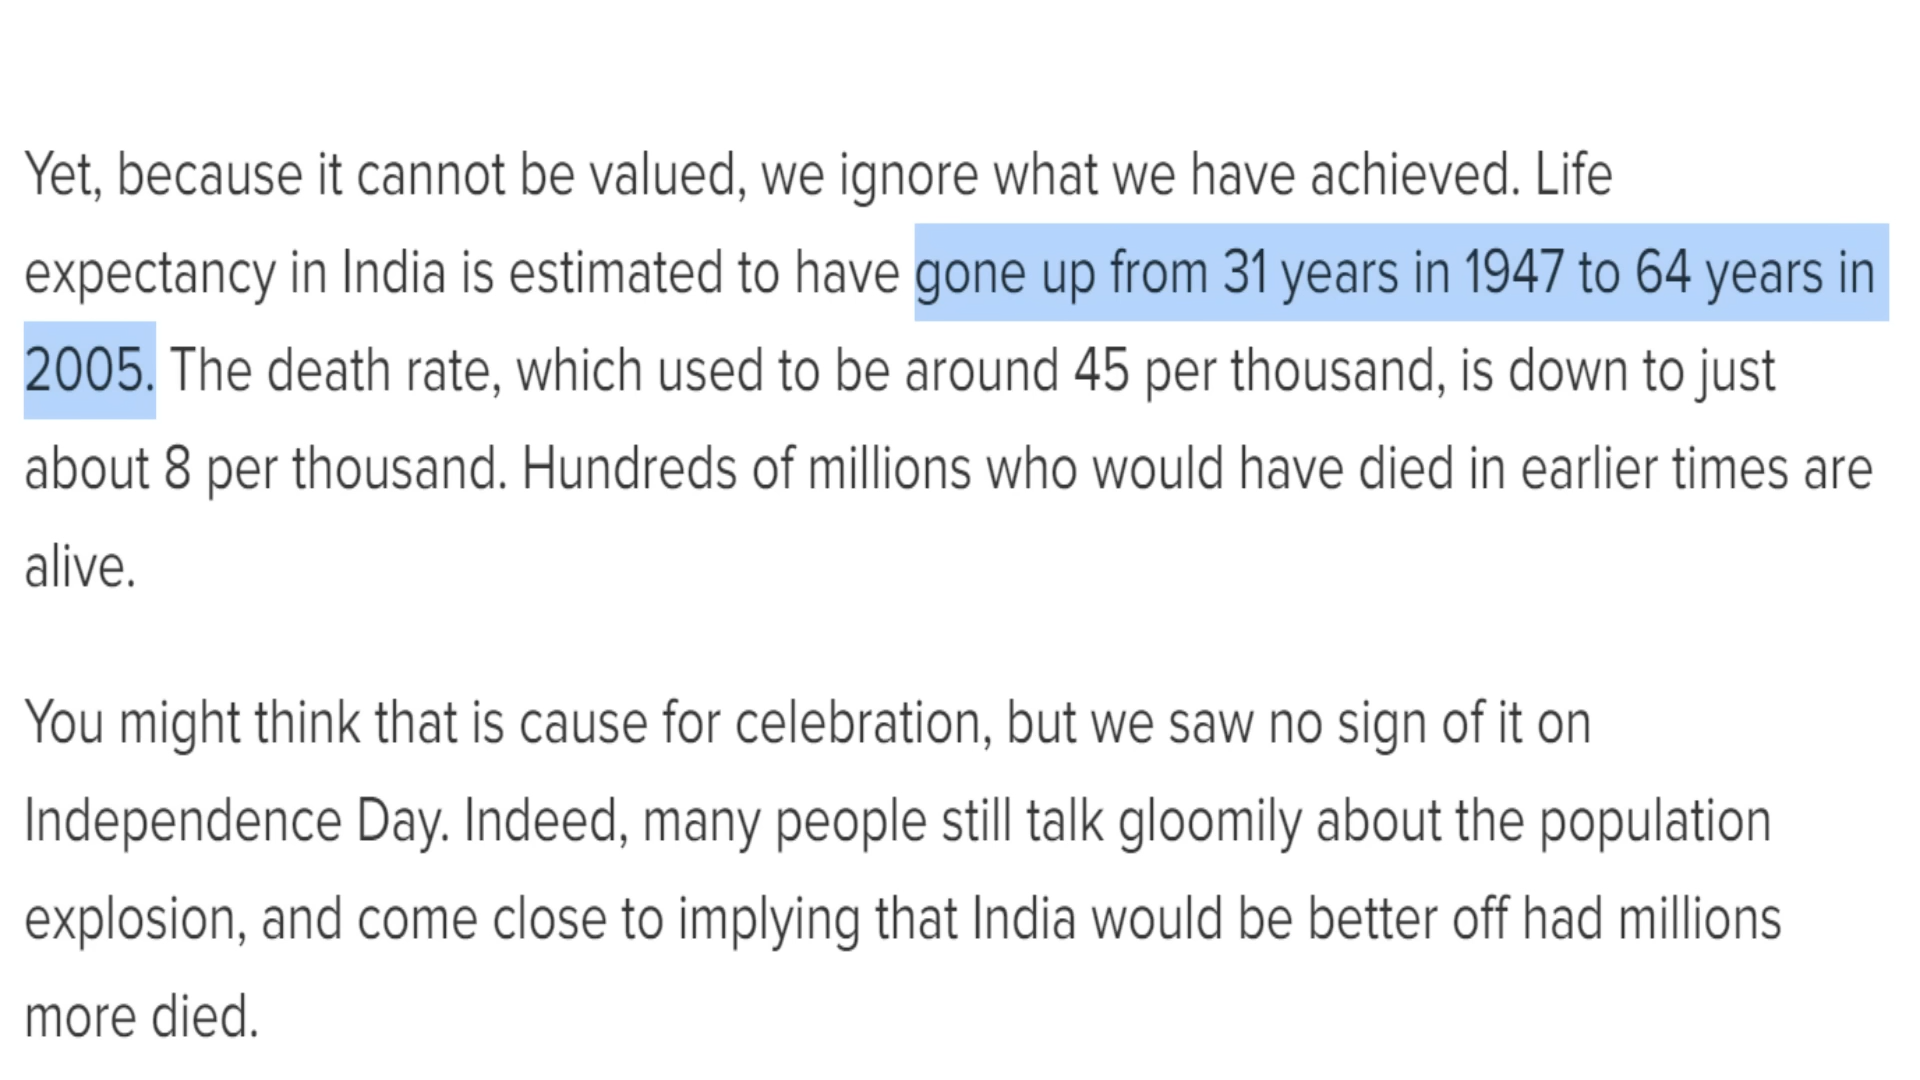 Yet, because it cannot be valued, we ignore what we have achieved. Life
expectancy in India is estimated to have gone up from 31 years in 1947 to 64 years in
2005. The death rate, which used to be around 45 per thousand, is down to just
about 8 per thousand. Hundreds of millions who would have died in earlier times are
alive.
You might think that is cause for celebration, but we saw no sign of it on
Independence Day. Indeed, many people still talk gloomily about the population
explosion, and come close to implying that India would be better off had millions
more died.